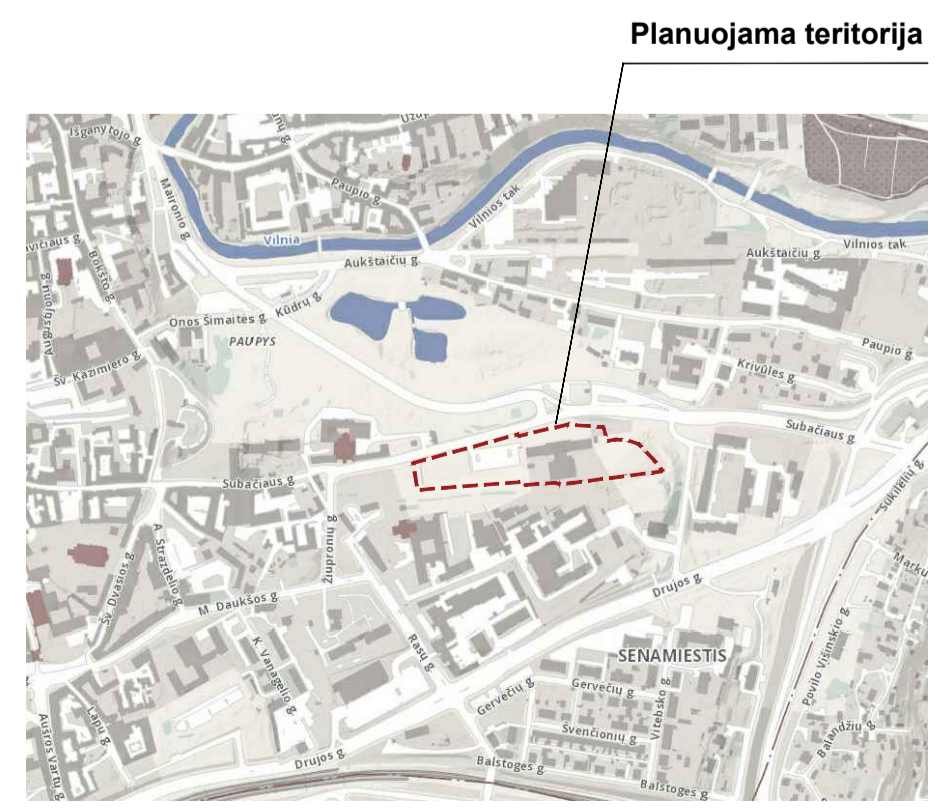 Planuojama teritorija
Išganytojo g.
Paupio g.
Maironio g.
Vilnios tak.
Vilnia
Aukštaičių g.
Aukštaičių g.
Vilnios tak.
Bokšto g.
Kūdrų g.
Onos Šimaitės g.
PAUPYS
Šv. Kazimiero g.
Paupio g.
Krivūlės g.
Subačiaus g.
Subačiaus g.
Sukilėlių g.
A. Strazdelio g.
Žiupronių g.
Šv. Dvasios g.
M. Daukšos g.
Drujos g.
K. Vanagėlio g.
Rasų g.
SENAMIESTIS
Povilo Višinskio g.
Gervėčių g.
Gervėčių g.
Vitebsko g.
Lapų g.
Aušros Vartų g.
Švenčionių g.
Balandžių g.
Drujos g.
Balstogės g.
Balstogės g.